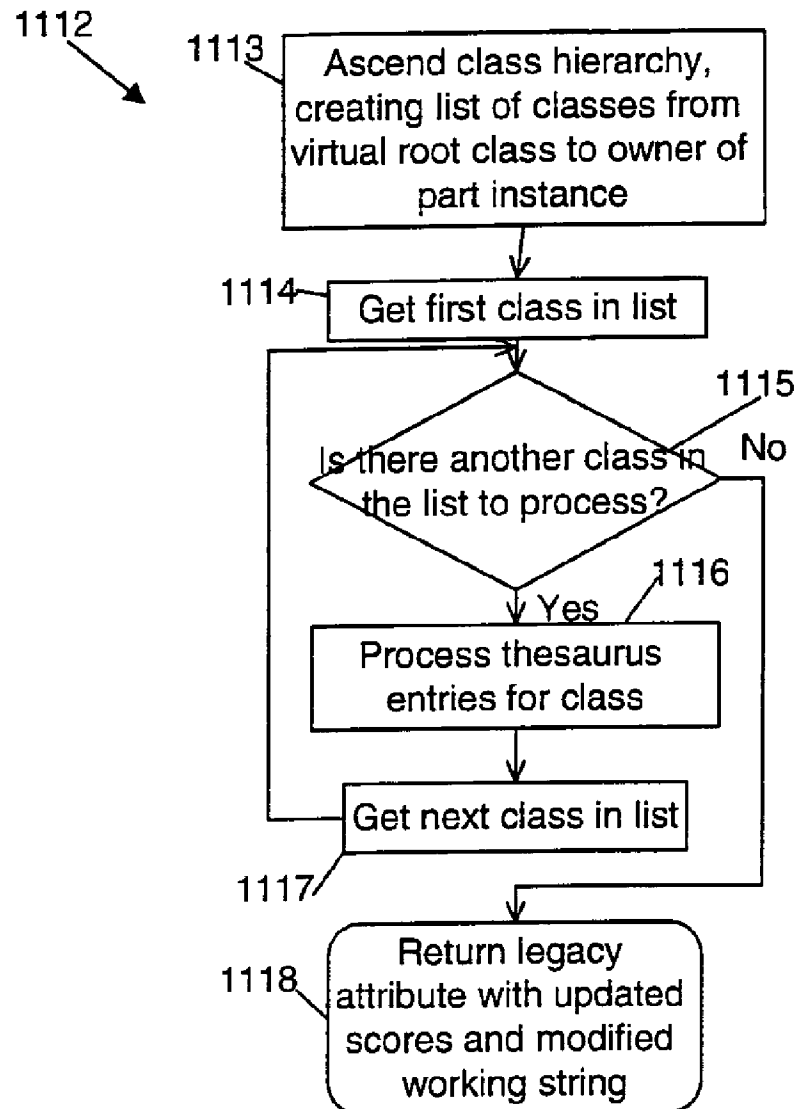 1112
1113
Ascend class hierarchy,
creating list of classes from
virtual root class to owner of
part instance
1114
Get first class in list
1115
Is there another class in
the list to process?
No
1116
Yes
Process thesaurus
entries for class
Get next class in list
1117
Return legacy
attribute with updated
scores and modified
working string
1118